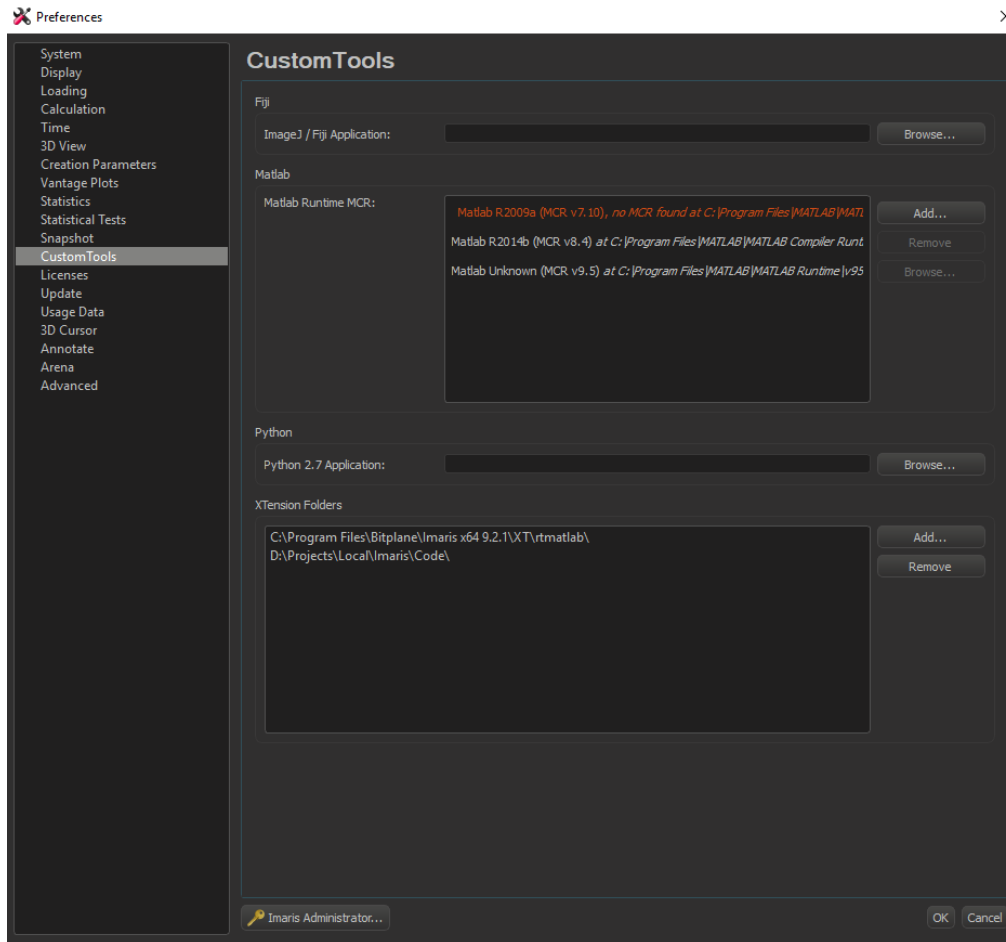 Preferences
System
Display
Loading
Calculation
Time
3D View
Creation Parameters
Vantage Plots
Statistics
Statistical Tests
Snapshot
CustomTools
Licenses
Update
Usage Data
3D Cursor
Annotate
Arena
Advanced
CustomTools
Fiji
ImageJ / Fiji Application:
Browse...
Matlab
Matlab Runtime MCR:
Matlab R2009a (MCR v7.10), no MCR found at C:\Program Files\MATLAB\MATL
Matlab R2014b (MCR v8.4) at C:\Program Files\MATLAB\MATLAB Compiler Runt
Matlab Unknown (MCR v9.5) at C:\Program Files\MATLAB\MATLAB Runtime\v95
Add...
Remove
Browse...
Python
Python 2.7 Application:
Browse...
XTension Folders
C:\Program Files\Bitplane\Imaris x64 9.2.1\XT\rtmatlab\
D:\Projects\Local\Imaris\Code\
Add...
Remove
Imaris Administrator...
OK
Cancel